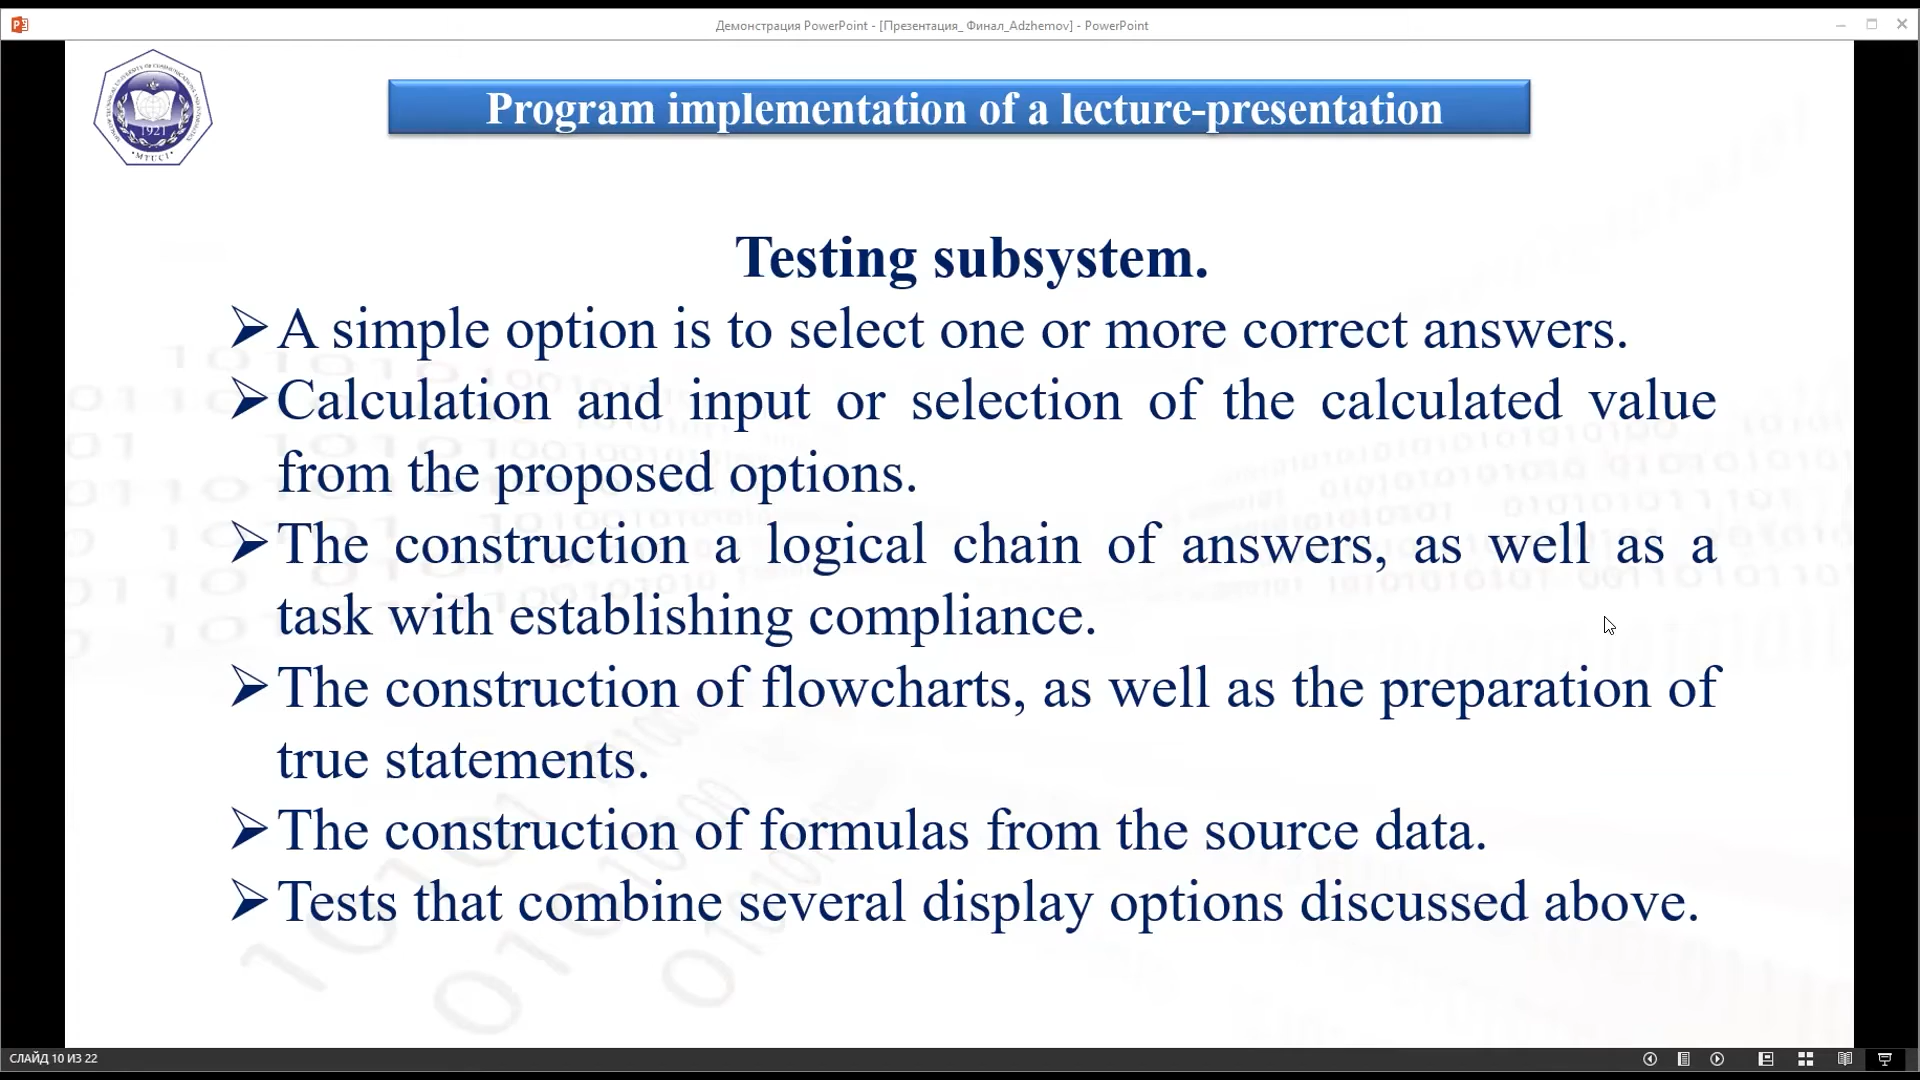 Демонстрация PowerPoint - [Презентация_ Финал_Adzhemov] - PowerPoint
1921
MTUCI
Program implementation of a lecture-presentation
Testing subsystem.
➢A simple option is to select one or more correct answers.
➢Calculation and input or selection of the calculated value
from the proposed options.
➢The construction a logical chain of answers, as well as a
task with establishing compliance.
➢The construction of flowcharts, as well as the preparation of
true statements.
➢The construction of formulas from the source data.
➢Tests that combine several display options discussed above.
СЛАЙД 10 ИЗ 22